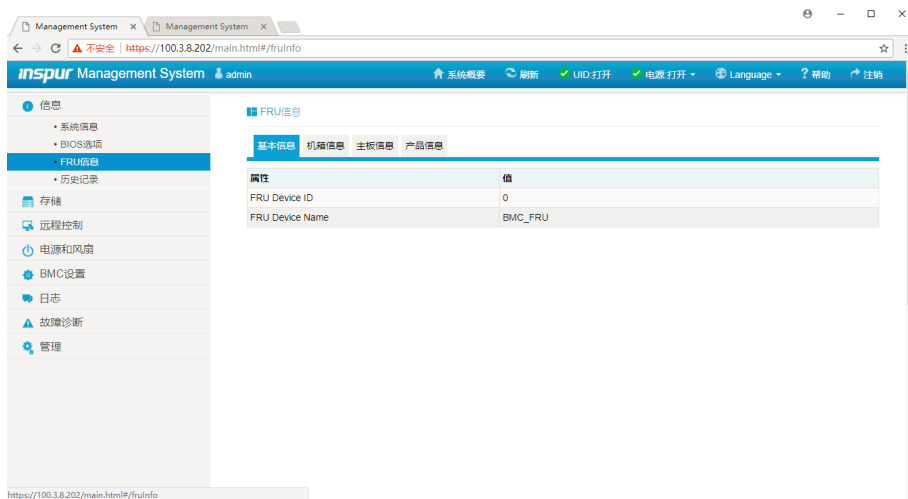 Management System
Management System
不安全 | https://100.3.8.202/main.html#/fruInfo
inspur Management System admin 系统概要 刷新 UID:打开 电源:打开 Language ? 帮助 注销
信息
• 系统信息
• BIOS选项
• FRU信息
• 历史记录
存储
远程控制
电源和风扇
BMC设置
日志
故障诊断
管理
FRU信息
基本信息 机箱信息 主板信息 产品信息
属性 值
FRU Device ID 0
FRU Device Name BMC_FRU
https://100.3.8.202/main.html#/fruInfo